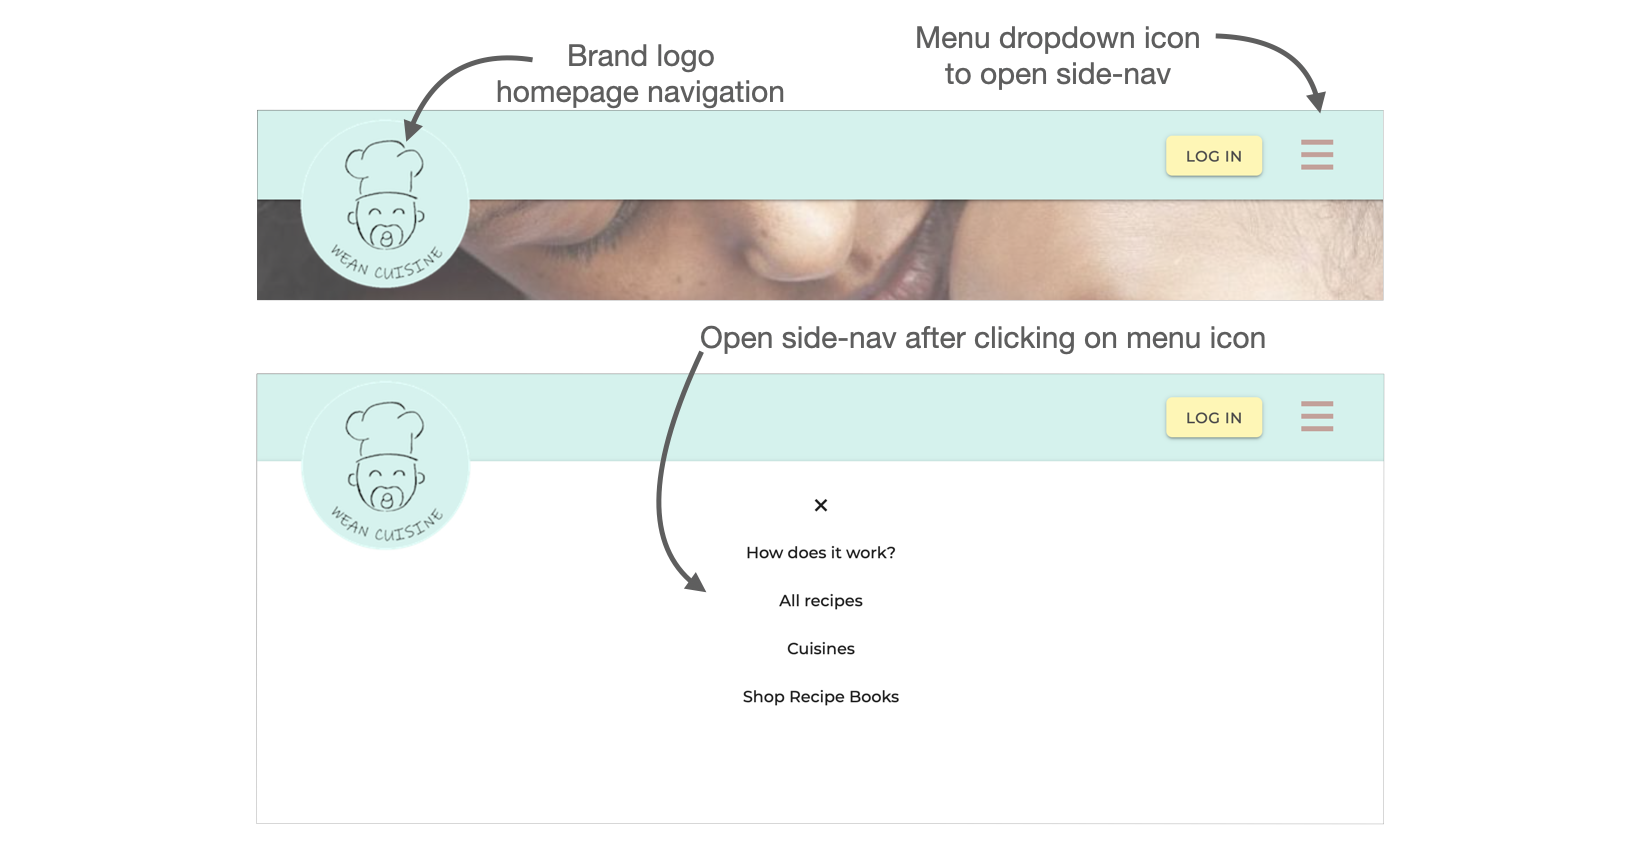 Brand logo
homepage navigation
Menu dropdown icon
to open side-nav
LOG IN
WEAN CUISINE
Open side-nav after clicking on menu icon
LOG IN
WEAN CUISINE
How does it work?
All recipes
Cuisines
Shop Recipe Books